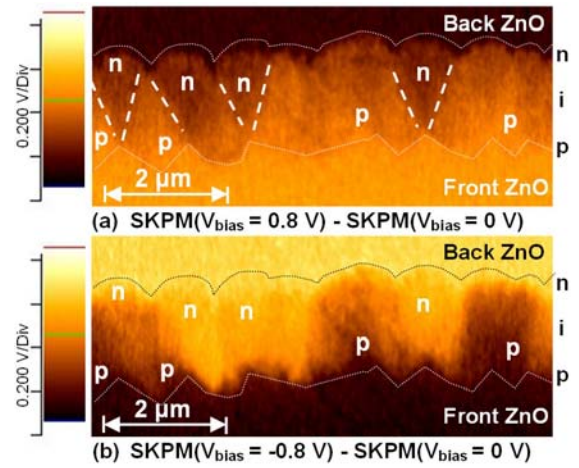 Back ZnO
n
n
n
n
n
i
p
p
p
p
p
0.200 V/Div
2 µm
Front ZnO
(a) SKPM(Vbias = 0.8 V) - SKPM(Vbias = 0 V)
Back ZnO
n
n
n
n
n
i
p
p
p
p
p
0.200 V/Div
2 µm
Front ZnO
(b) SKPM(Vbias = -0.8 V) - SKPM(Vbias = 0 V)